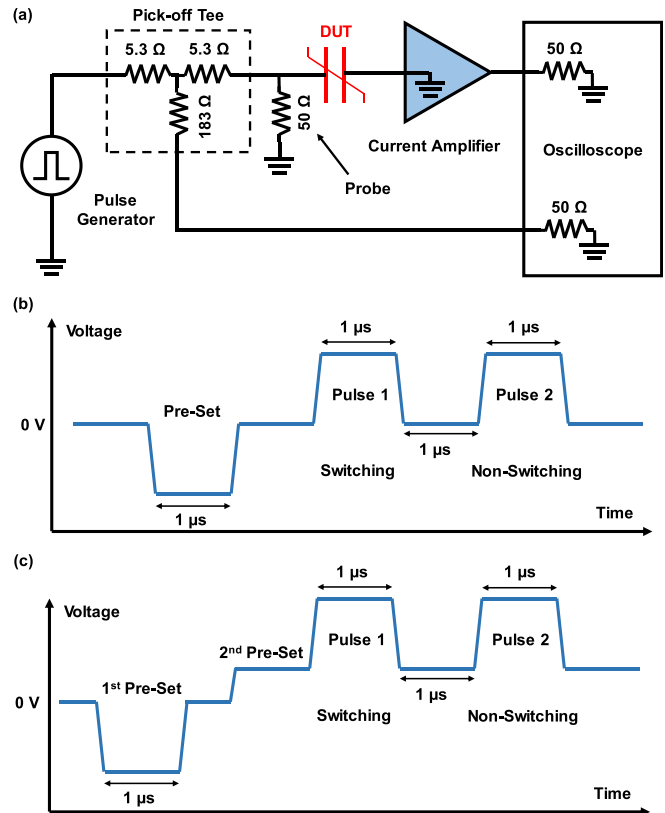 (a)
Pick-off Tee
5.3 Ω 5.3 Ω
183 Ω
50 Ω
DUT
Current Amplifier
50 Ω
Oscilloscope
50 Ω
Probe
Pulse
Generator
(b)
Voltage
0 V
Pre-Set
1 µs
1 µs
Pulse 1
Switching
1 µs
1 µs
Pulse 2
Non-Switching
Time
(c)
Voltage
0 V
1st Pre-Set
1 µs
2nd Pre-Set
1 µs
Pulse 1
Switching
1 µs
1 µs
Pulse 2
Non-Switching
Time